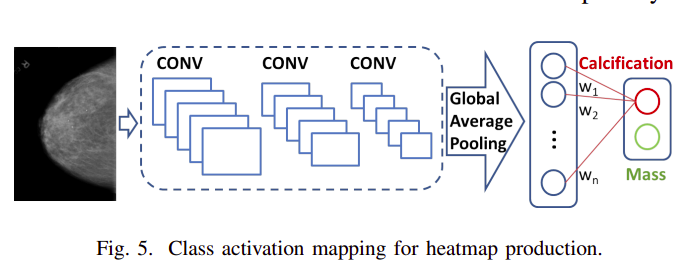 CONV CONV CONV
Calcification
Global
Average
Pooling
w1
w2
wn
Mass
Fig. 5. Class activation mapping for heatmap production.